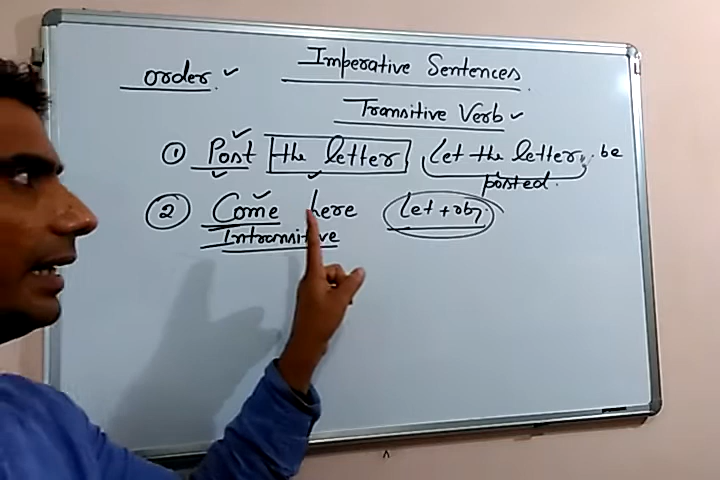 Imperative Sentences
order
Transitive Verb
① Post the letter Let the letter be
posted.
② Come here Let + obj
Intransitive